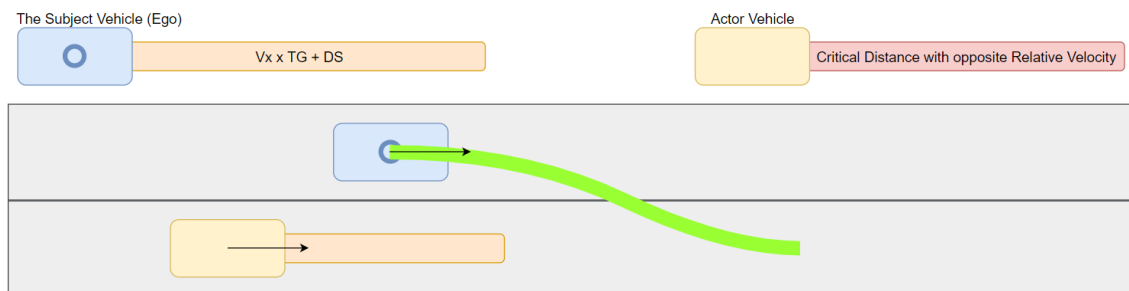 The Subject Vehicle (Ego)
Actor Vehicle
Vx x TG + DS
Critical Distance with opposite Relative Velocity